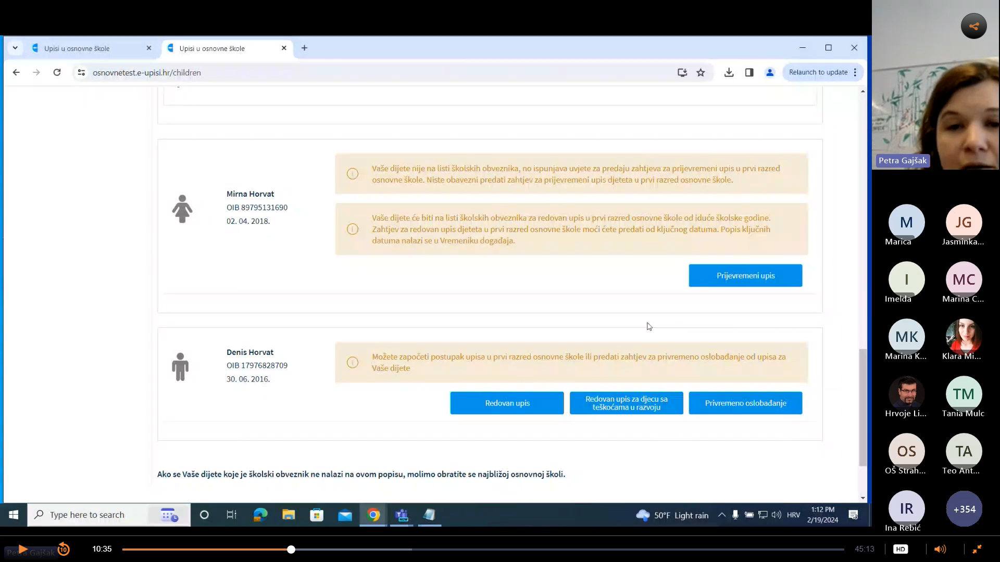 Upisi u osnovne škole
Upisi u osnovne škole
osnovnetest.e-upisi.hr/children
Relaunch to update
Vaše dijete nije na listi školskih obveznika, no ispunjava uvjete za predaju zahtjeva za prijevremeni upis u prvi razred
osnovne škole. Niste obavezni predati zahtjev za prijevremeni upis djeteta u prvi razred osnovne škole.
Mirna Horvat
OIB 89795131690
02. 04. 2018.
Vaše dijete će biti na listi školskih obveznika za redovan upis u prvi razred osnovne škole od iduće školske godine.
Zahtjev za redovan upis djeteta u prvi razred osnovne škole moći ćete predati od ključnog datuma. Popis ključnih
datuma nalazi se u Vremeniku događaja.
Prijevremeni upis
Denis Horvat
OIB 17976828709
30. 06. 2016.
Možete započeti postupak upisa u prvi razred osnovne škole ili predati zahtjev za privremeno oslobađanje od upisa za
Vaše dijete
Redovan upis
Redovan upis za djecu sa
teškoćama u razvoju
Privremeno oslobađanje
Ako se Vaše dijete koje je školski obveznik ne nalazi na ovom popisu, molimo obratite se najbližoj osnovnoj školi.
Type here to search
NEW
50°F Light rain
HRV
1:12 PM
2/19/2024
Petra Gajšak
M
Marica
JG
Jasminka...
I
Imelda
MC
Marina C...
MK
Marina K...
Klara Mi...
Hrvoje Li...
TM
Tania Mulc
OS
OŠ Strah...
TA
Teo Ant...
IR
Ina Rebić
+354
Petra Gajšak
10
10:35
45:13
HD